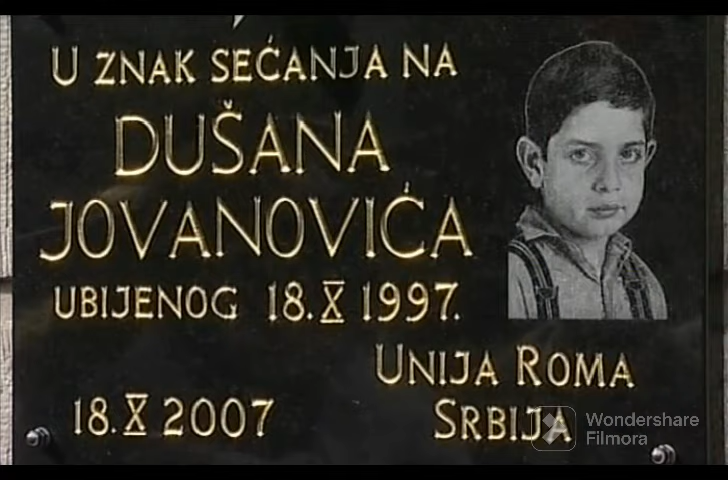 U ZNAK SEĆANJA NA
DUŠANA
JOVANOVIĆA
UBIJENOG 18.X 1997.
UNIJA ROMA
SRBIJA
18.X 2007
Wondershare
Filmora